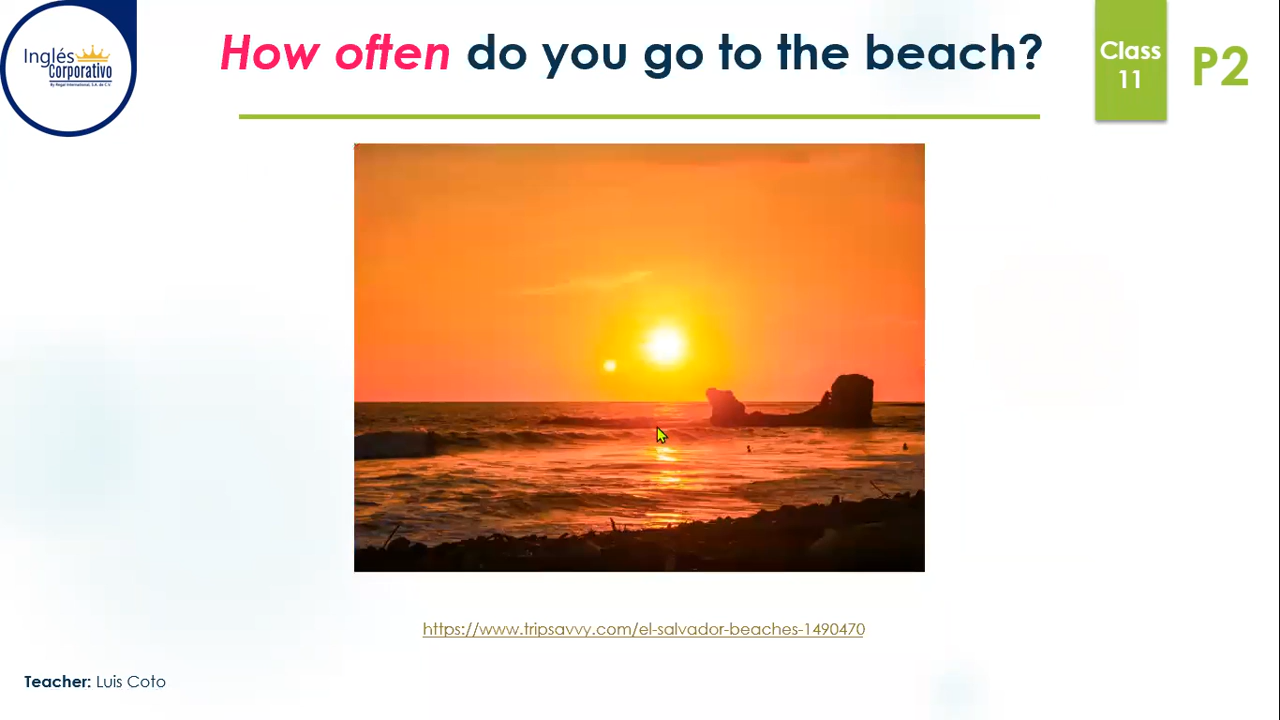 Inglés
Corporativo
By Regal International, S.A. de C.V.
How often do you go to the beach?
Class
11
P2
https://www.tripsavvy.com/el-salvador-beaches-1490470
Teacher: Luis Coto